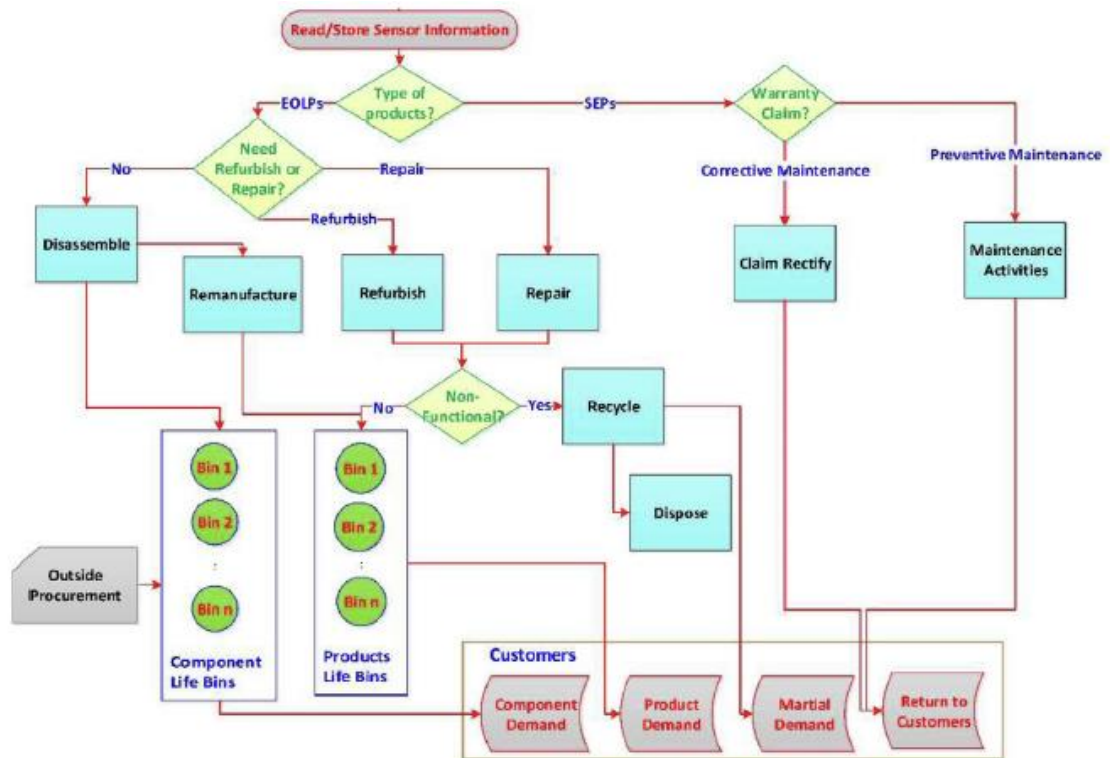 Read/Store Sensor Information
Type of
products?
EOLPs
SEPs
Warranty
Claim?
Need
Refurbish or
Repair?
No
Repair
Refurbish
Corrective Maintenance
Preventive Maintenance
Disassemble
Remanufacture
Refurbish
Repair
Claim Rectify
Maintenance
Activities
Non-
Functional?
No
Yes
Recycle
Dispose
Bin 1
Bin 2
:
Bin n
Component
Life Bins
Bin 1
Bin 2
:
Bin n
Products
Life Bins
Outside
Procurement
Customers
Component
Demand
Product
Demand
Martial
Demand
Return to
Customers